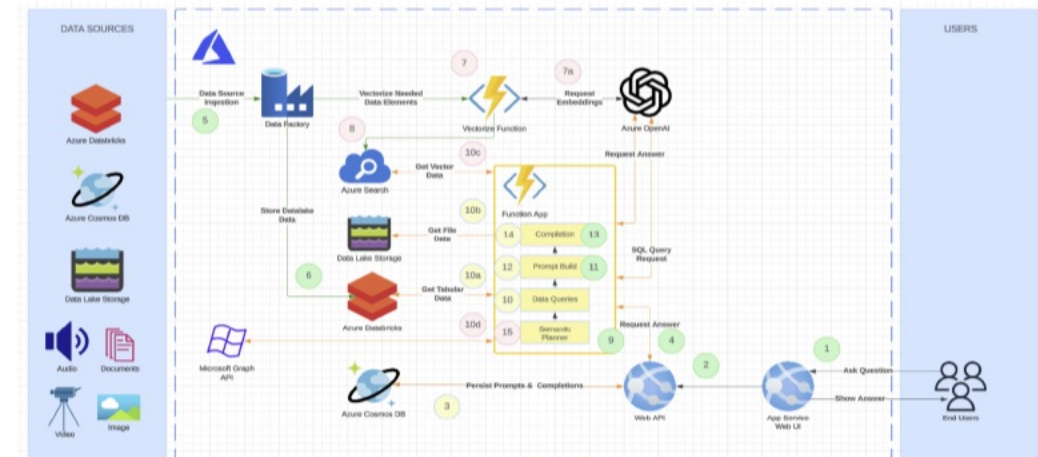 DATA SOURCES
USERS
7
7a
Data Source
Ingestion
Vectorize Needed
Data Elements
Request
Embeddings
5
Azure Databricks
Data Factory
Vectorize Function
Azure OpenAI
8
10c
Request Answer
Get Vector
Data
Azure Search
Azure Cosmos DB
Function App
10b
Store Datalake
Data
Get File
Data
14
Completion
13
Data Lake Storage
SQL Query
Request
12
Prompt Build
11
6
10a
Data Lake Storage
Get Tabular
Data
10
Data Queries
Azure Databricks
10d
15
Semantic
Planner
Request Answer
9
4
1
2
Audio
Documents
Microsoft Graph
API
Ask Question
Persist Prompts & Completions
Show Answer
3
Azure Cosmos DB
Web API
App Service
Web UI
End Users
Video
Image